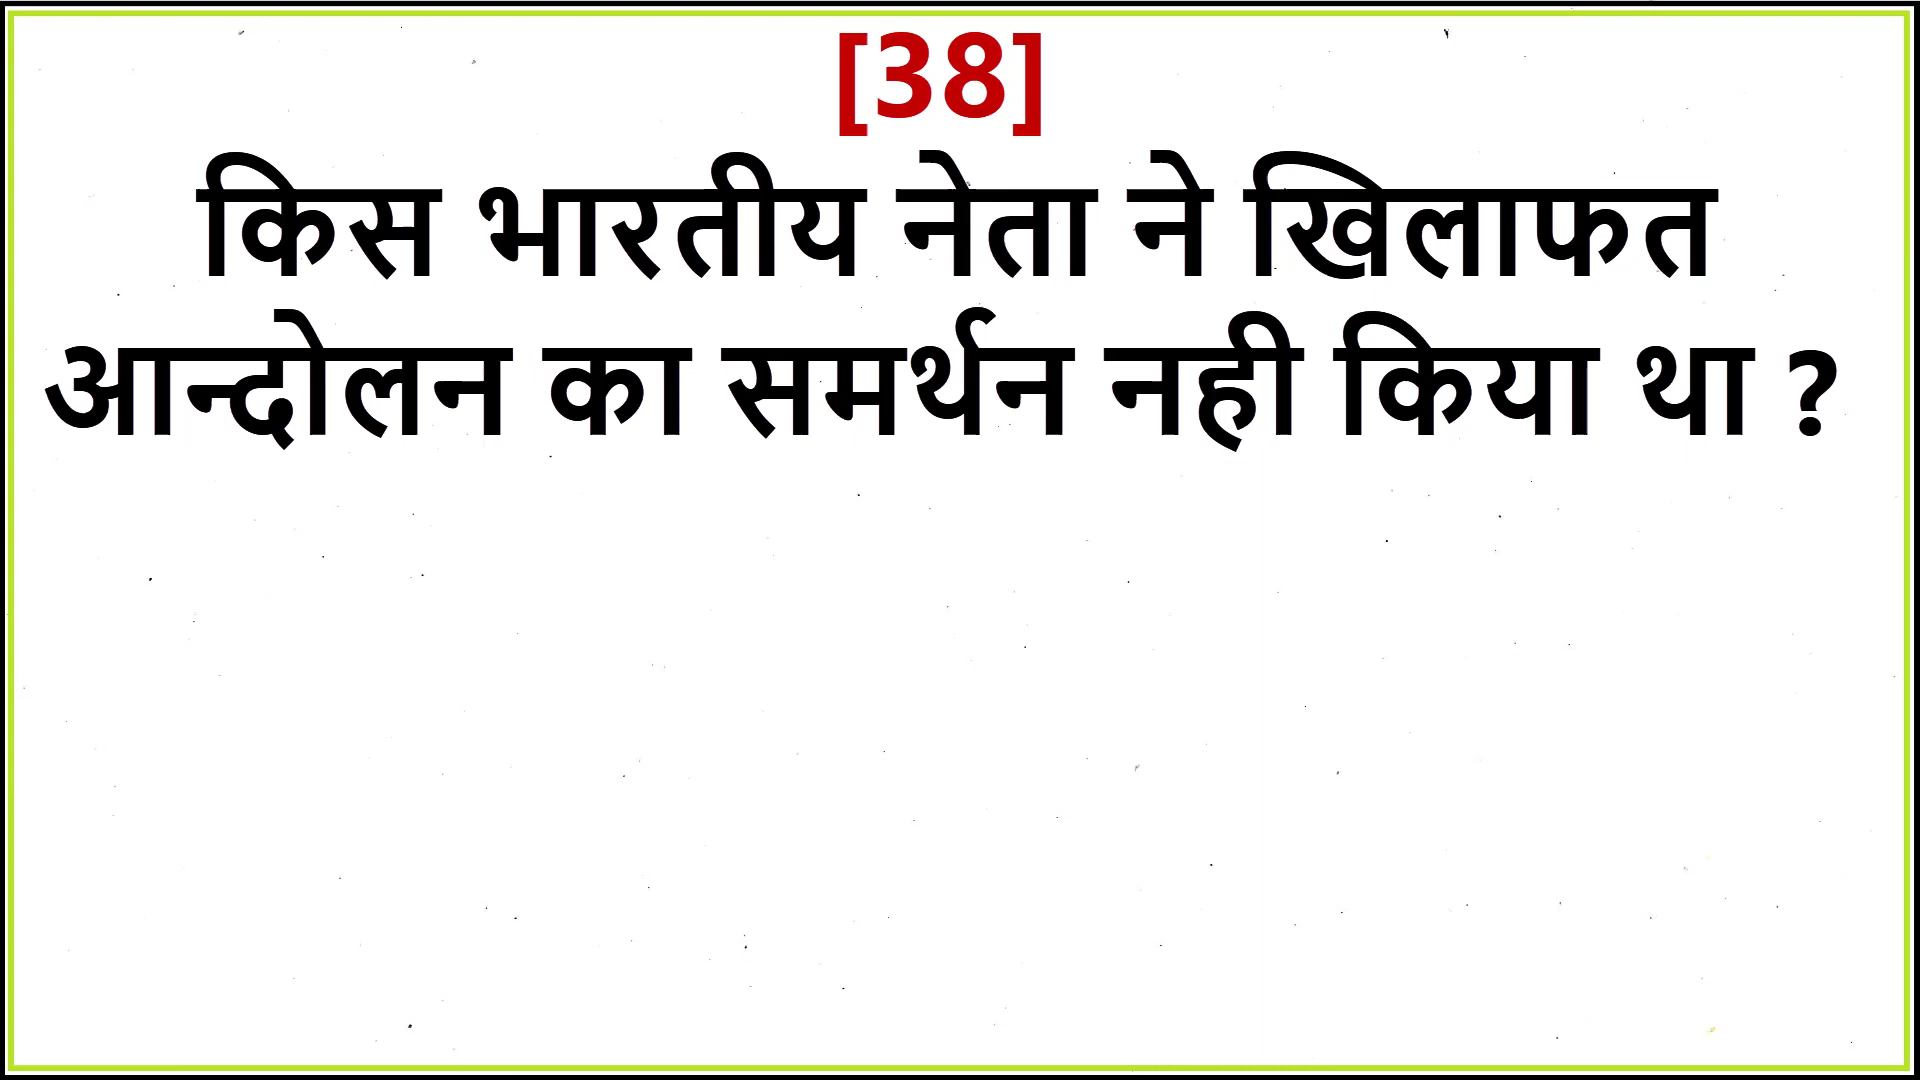 [38]
किस भारतीय नेता ने खिलाफत
आन्दोलन का समर्थन नही किया था ?